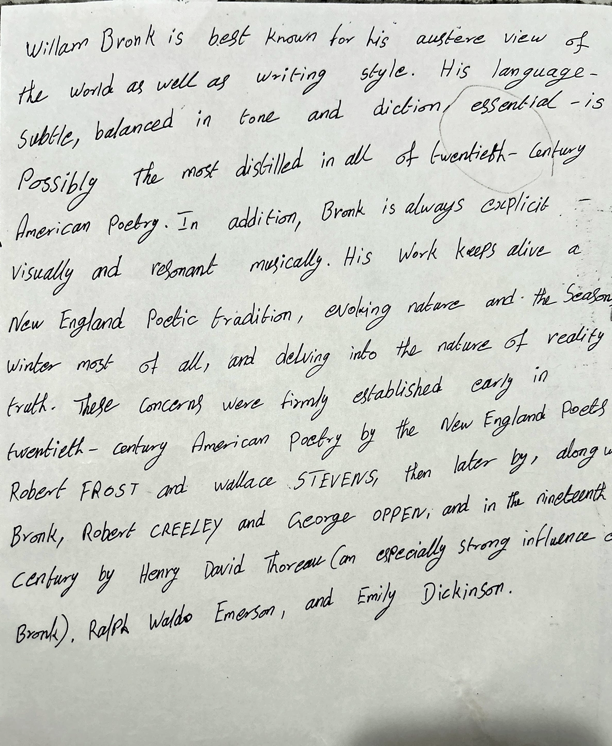 Willam Bronk is best known for his austere view of
the world as well as writing style. His language -
subtle, balanced in tone and diction, essential - is
Possibly the most distilled in all of twentieth - Century
American Poetry. In addition, Bronk is always explicit -
visually and resonant musically. His Work keeps alive a
New England Poetic tradition, evoking nature and the Season
winter most of all, and delving into the nature of reality
truth. These Concerns were firmly established early in
twentieth - century American Poetry by the New England Poets
Robert FROST and wallace STEVENS, then later by, along
Bronk, Robert CREELEY and George OPPEN, and in the nineteenth
Century by Henry David Thoreau (an especially strong influence
Bronk), Ralph Waldo Emerson, and Emily Dickinson.